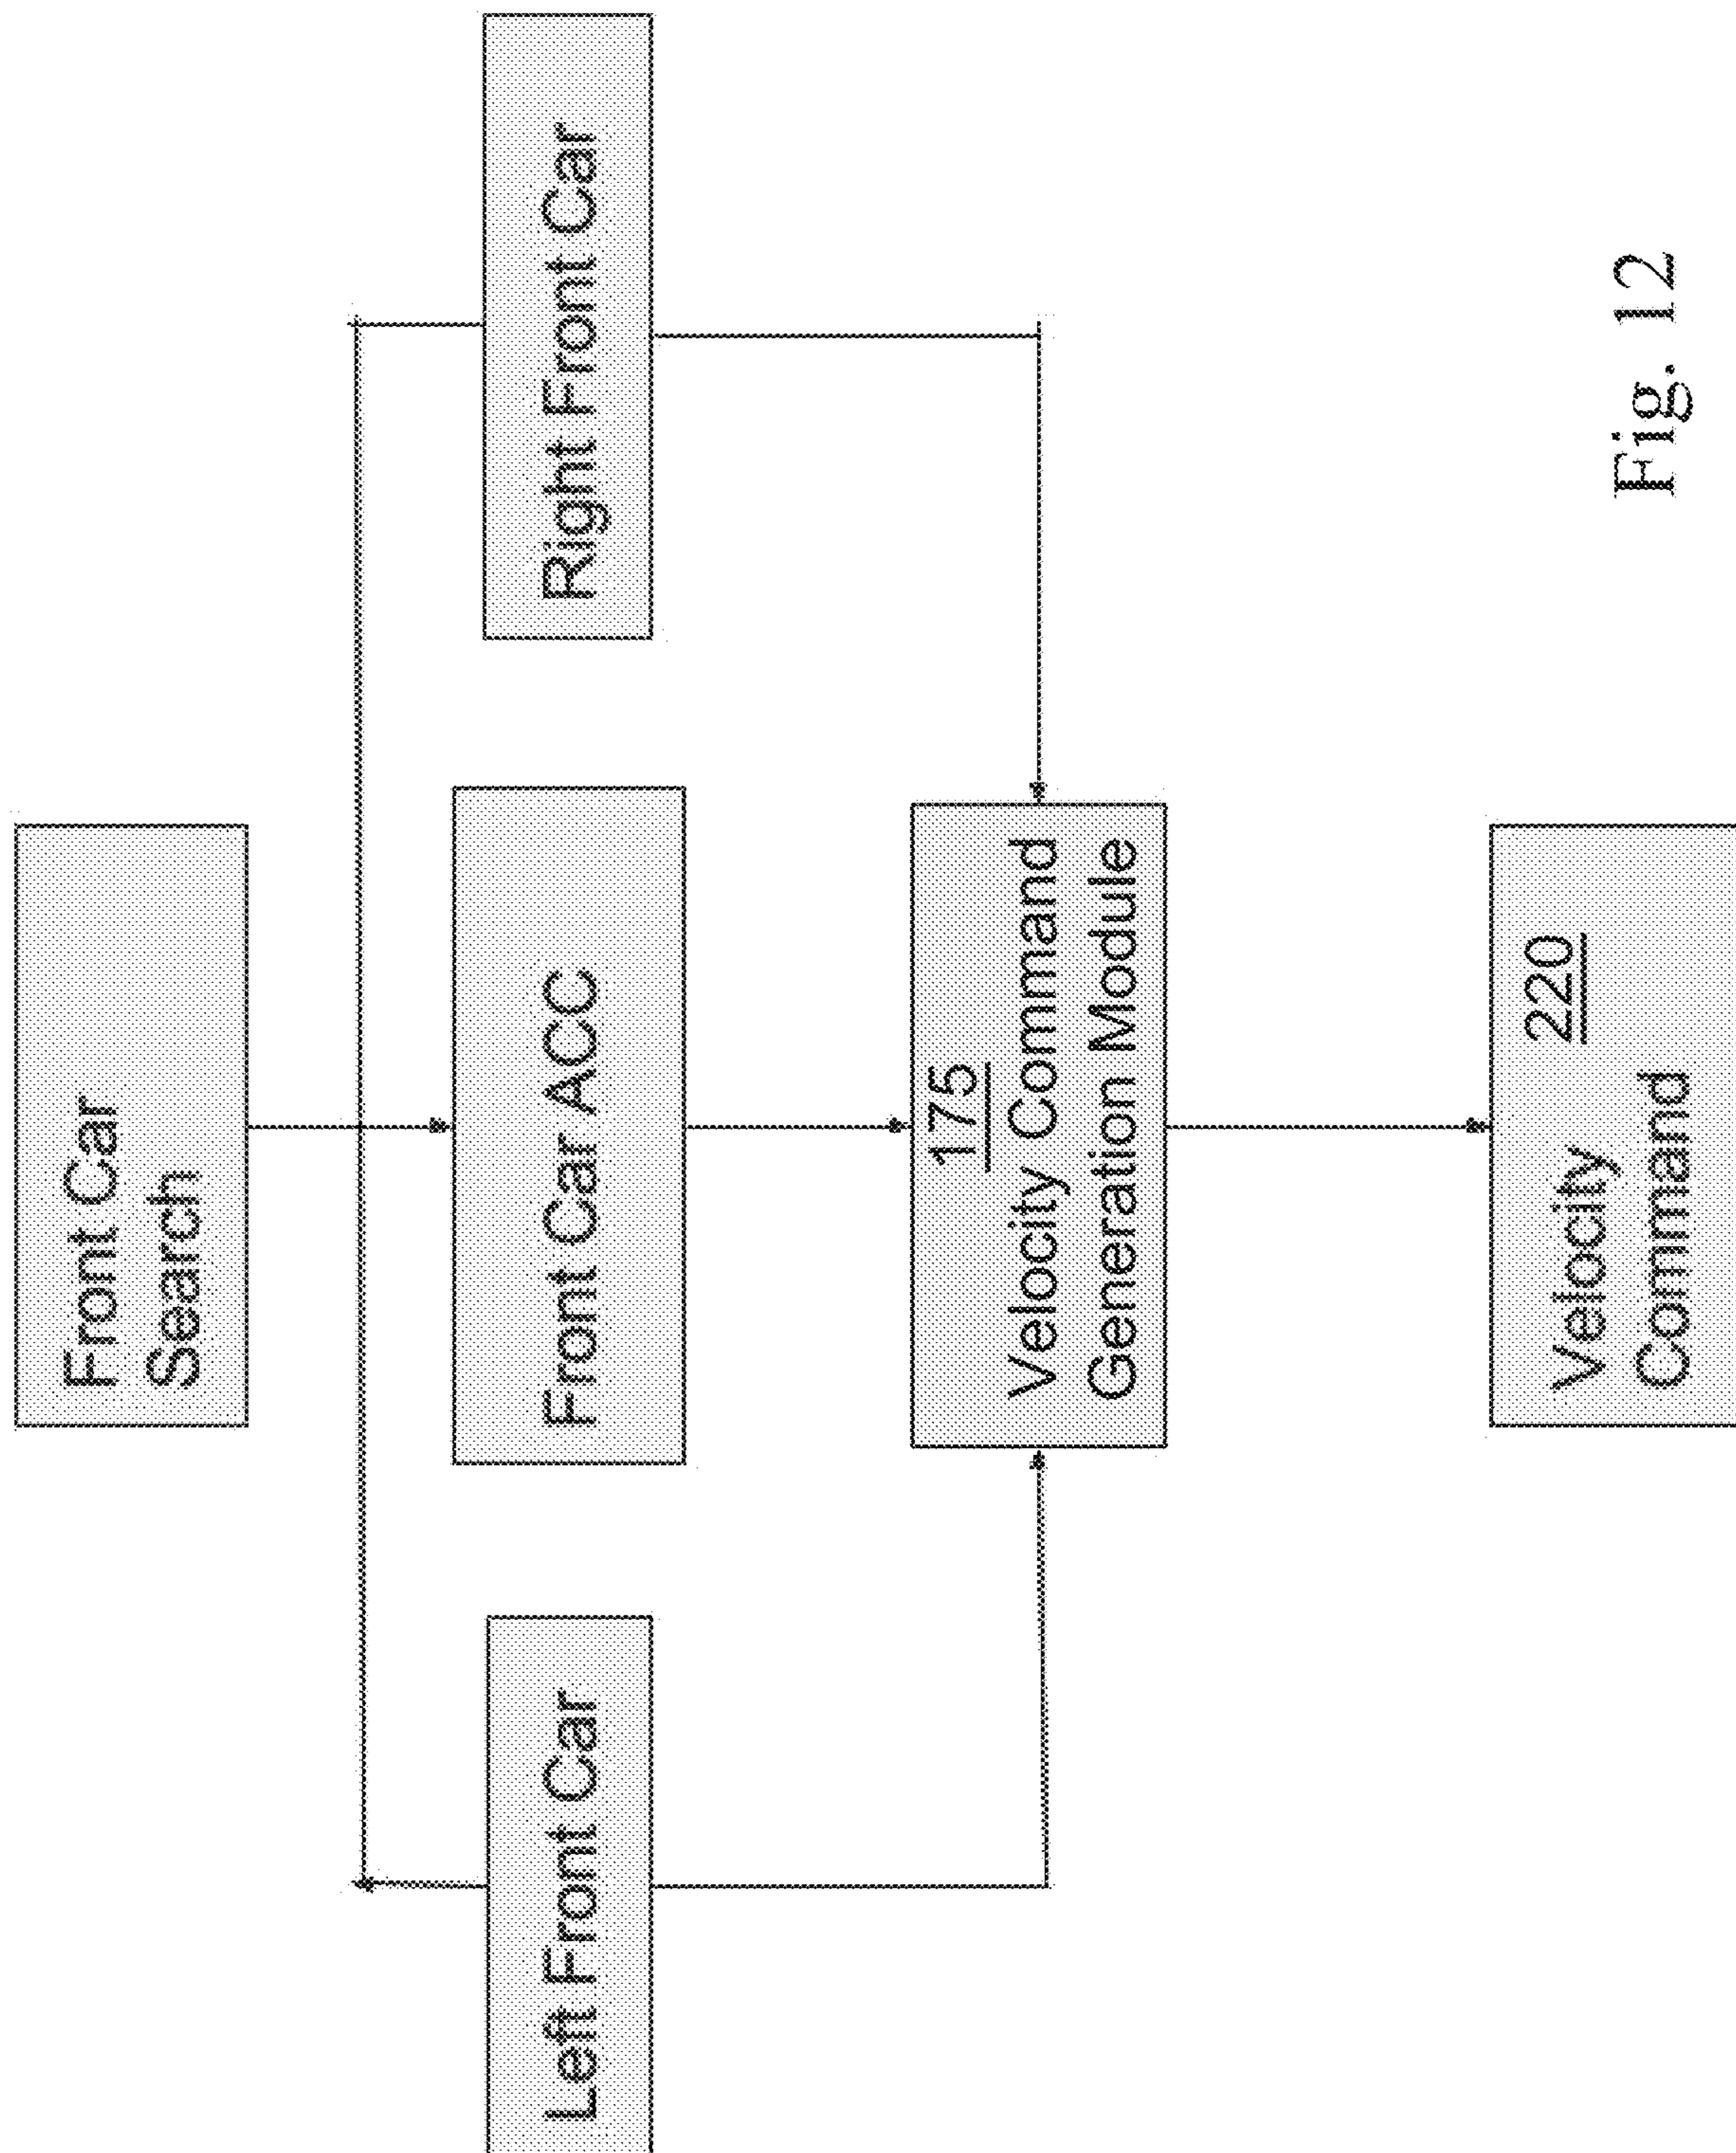 Front Car
Search
Left Front Car
Front Car ACC
Right Front Car
175
Velocity Command
Generation Module
220
Velocity
Command
Fig. 12